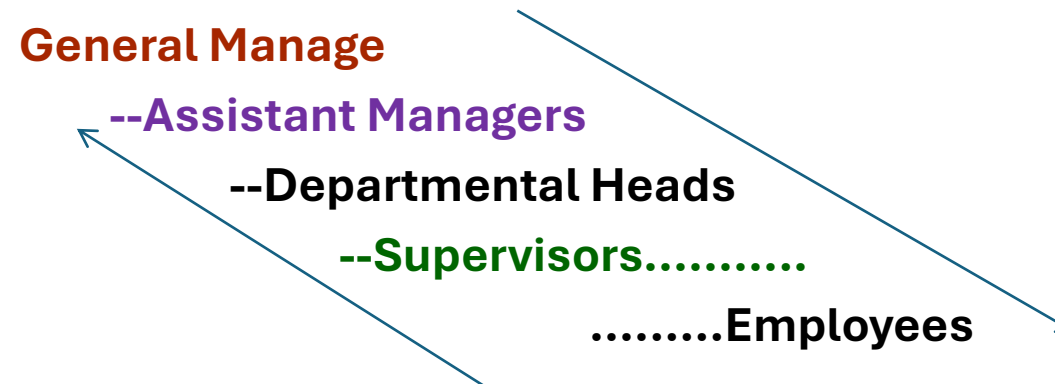 General Manage
--Assistant Managers
--Departmental Heads
--Supervisors...........
.........Employees